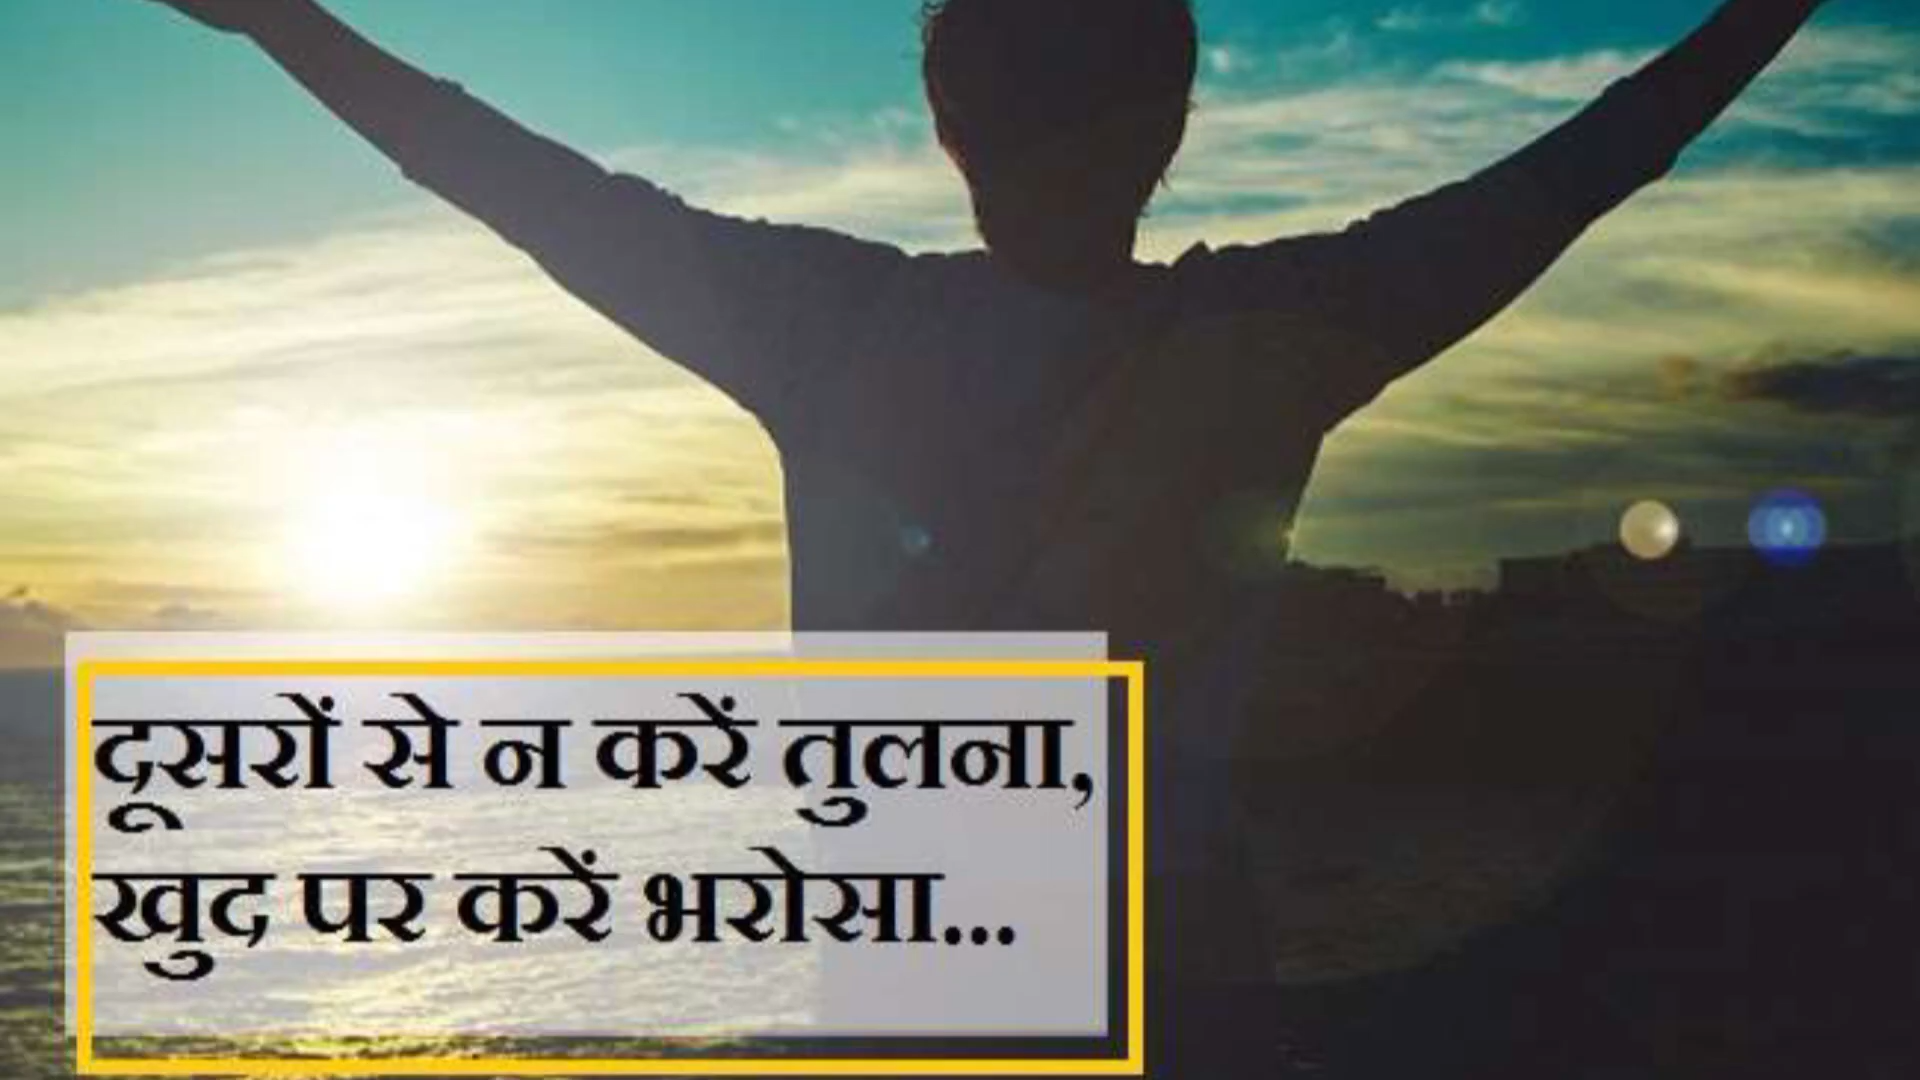 दूसरों से न करें तुलना,
खुद पर करें भरोसा...